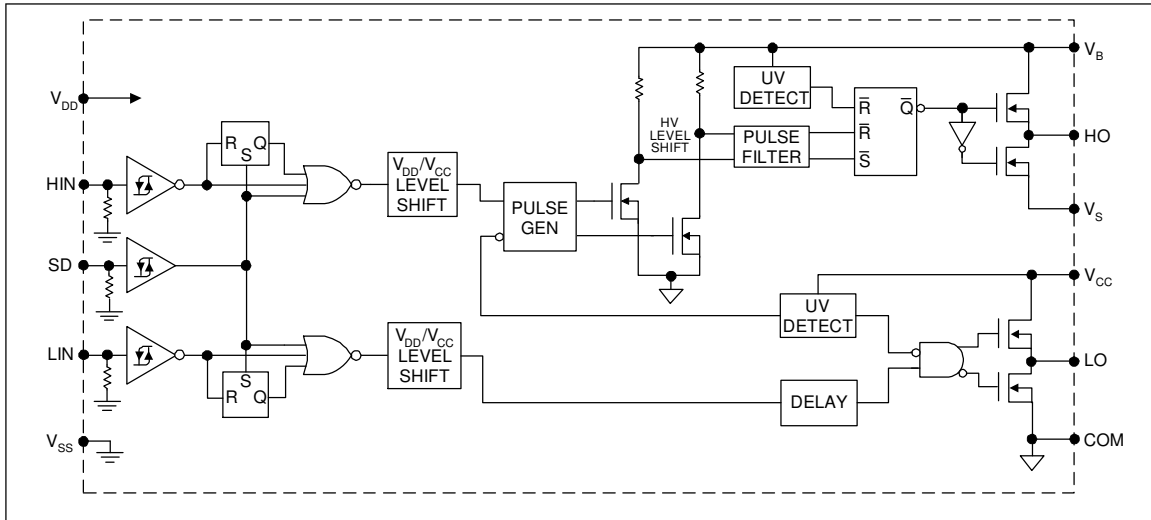 V_B
UV
DETECT
R̅
Q̅
V_DD
HV
LEVEL
SHIFT
R̅
PULSE
FILTER
S̅
HO
R
Q
S
V_DD/V_CC
LEVEL
SHIFT
HIN
PULSE
GEN
V_S
SD
V_CC
UV
DETECT
V_DD/V_CC
LEVEL
SHIFT
LIN
LO
S
R
Q
DELAY
V_SS
COM